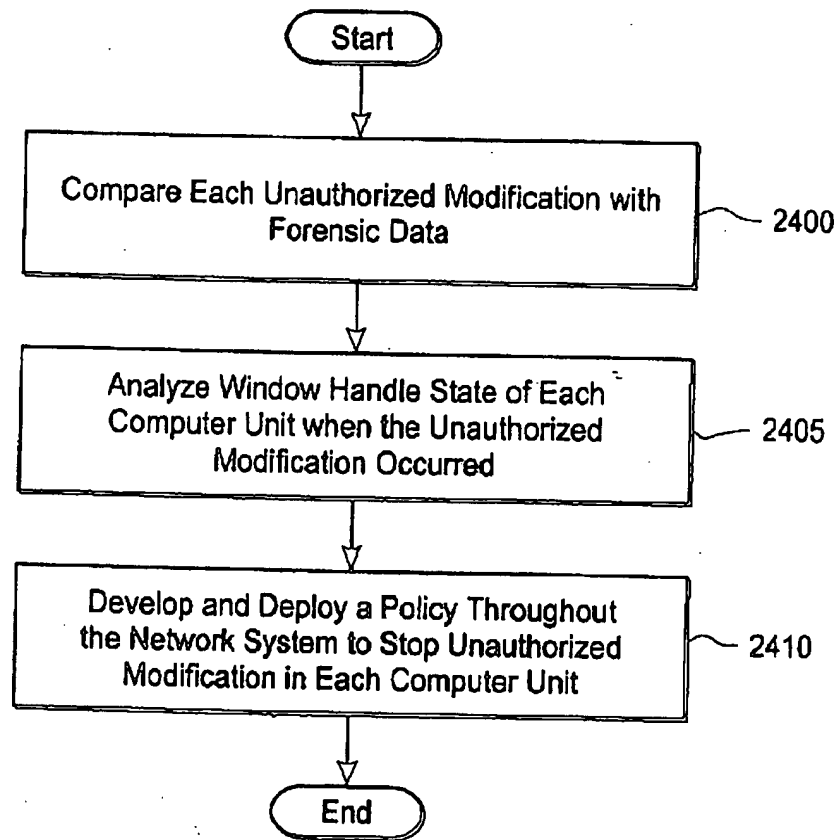 Start
Compare Each Unauthorized Modification with
Forensic Data
2400
Analyze Window Handle State of Each
Computer Unit when the Unauthorized
Modification Occurred
2405
Develop and Deploy a Policy Throughout
the Network System to Stop Unauthorized
Modification in Each Computer Unit
2410
End